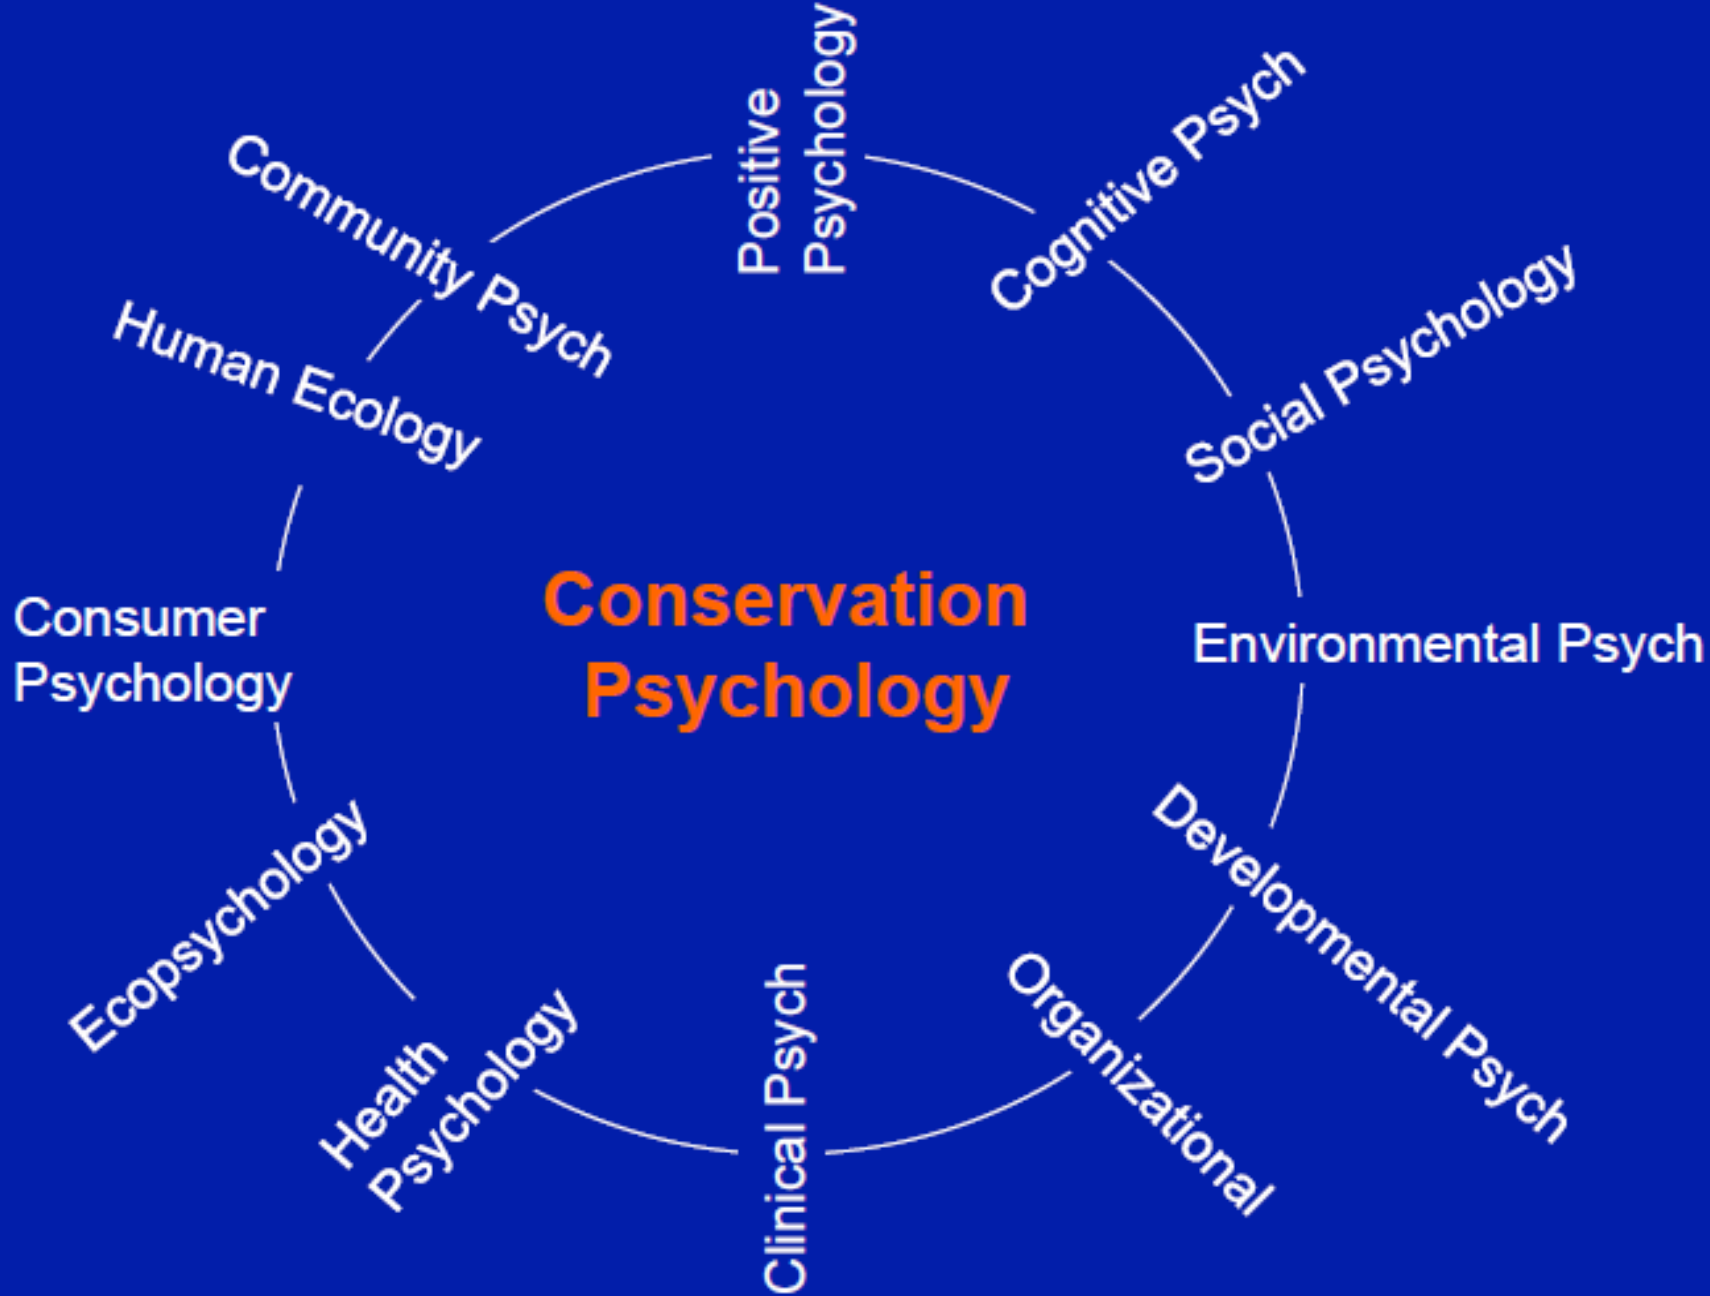 Positive
Psychology
Cognitive Psych
Social Psychology
Environmental Psych
Developmental Psych
Organizational
Clinical Psych
Health
Psychology
Ecopsychology
Consumer
Psychology
Human Ecology
Community Psych
Conservation
Psychology